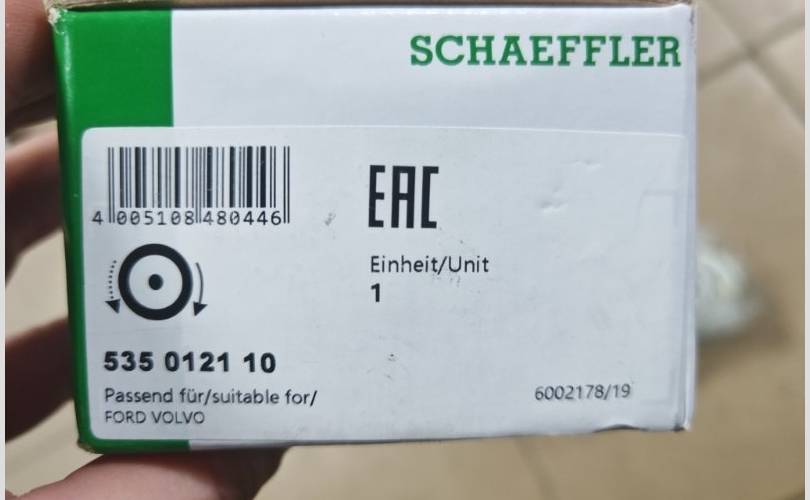 SCHAEFFLER
4 005108 480446
EAC
Einheit/Unit
1
535 0121 10
Passend für/suitable for/
FORD VOLVO
6002178/19